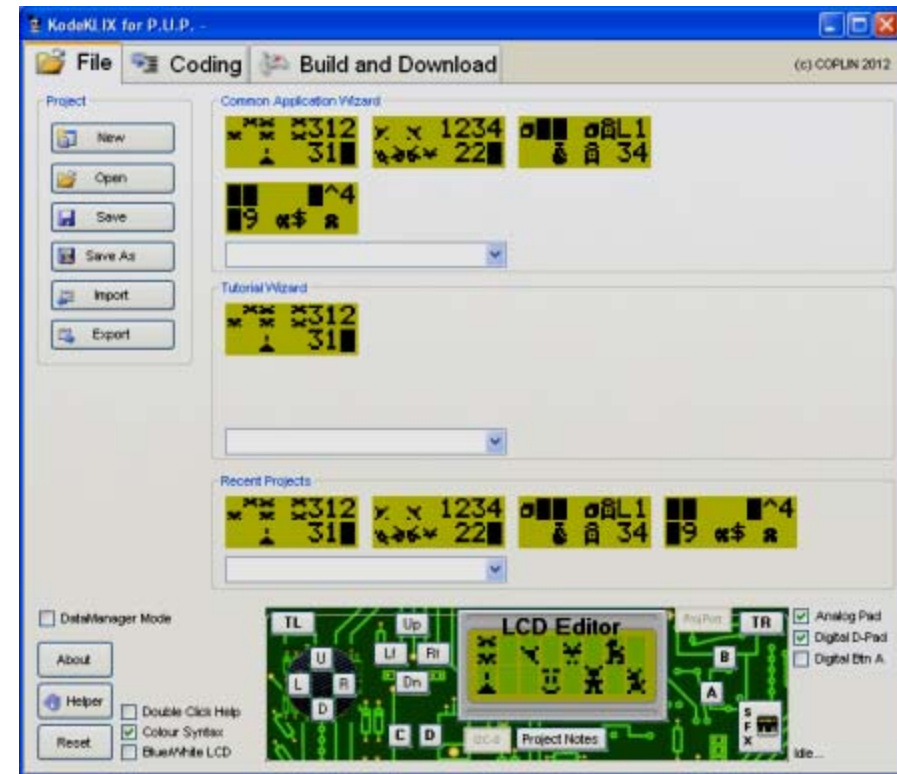 KodeKLIX for P.U.P. -
File
Coding
Build and Download
(c) COPLIN 2012
Project
New
Open
Save
Save As
Import
Export
Common Application Wizard
312
31
1234
22
L1
34
^4
9 $
Tutorial Wizard
312
31
Recent Projects
312
31
1234
22
L1
34
^4
9 $
DataManager Mode
About
Helper
Reset
Double Click Help
Colour Syntax
Blue/White LCD
TL
Up
Lf
Rt
Dn
U
L
R
D
C
D
LCD Editor
I2C-0
Project Notes
TR
B
A
SFX
Analog Pad
Digital D-Pad
Digital Btn A
Idle...